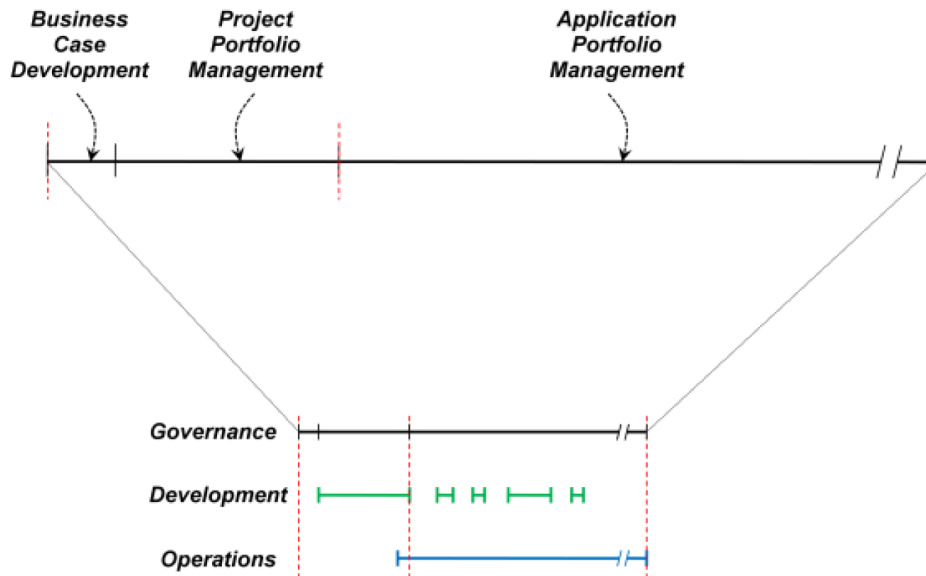 Business
Case
Development
Project
Portfolio
Management
Application
Portfolio
Management
Governance
Development
Operations